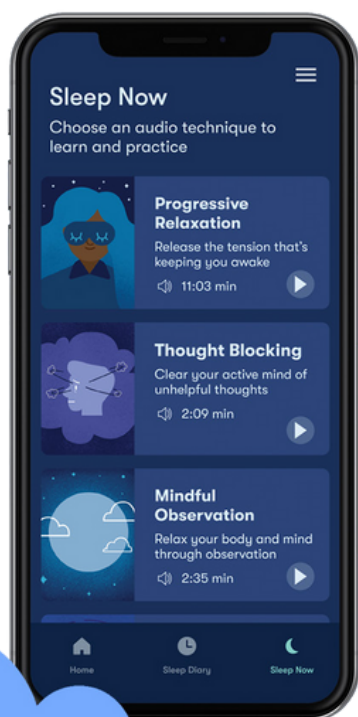 Sleep Now
Choose an audio technique to
learn and practice
Progressive
Relaxation
Release the tension that's
keeping you awake
11:03 min
Thought Blocking
Clear your active mind of
unhelpful thoughts
2:09 min
Mindful
Observation
Relax your body and mind
through observation
2:35 min
Home
Sleep Diary
Sleep Now